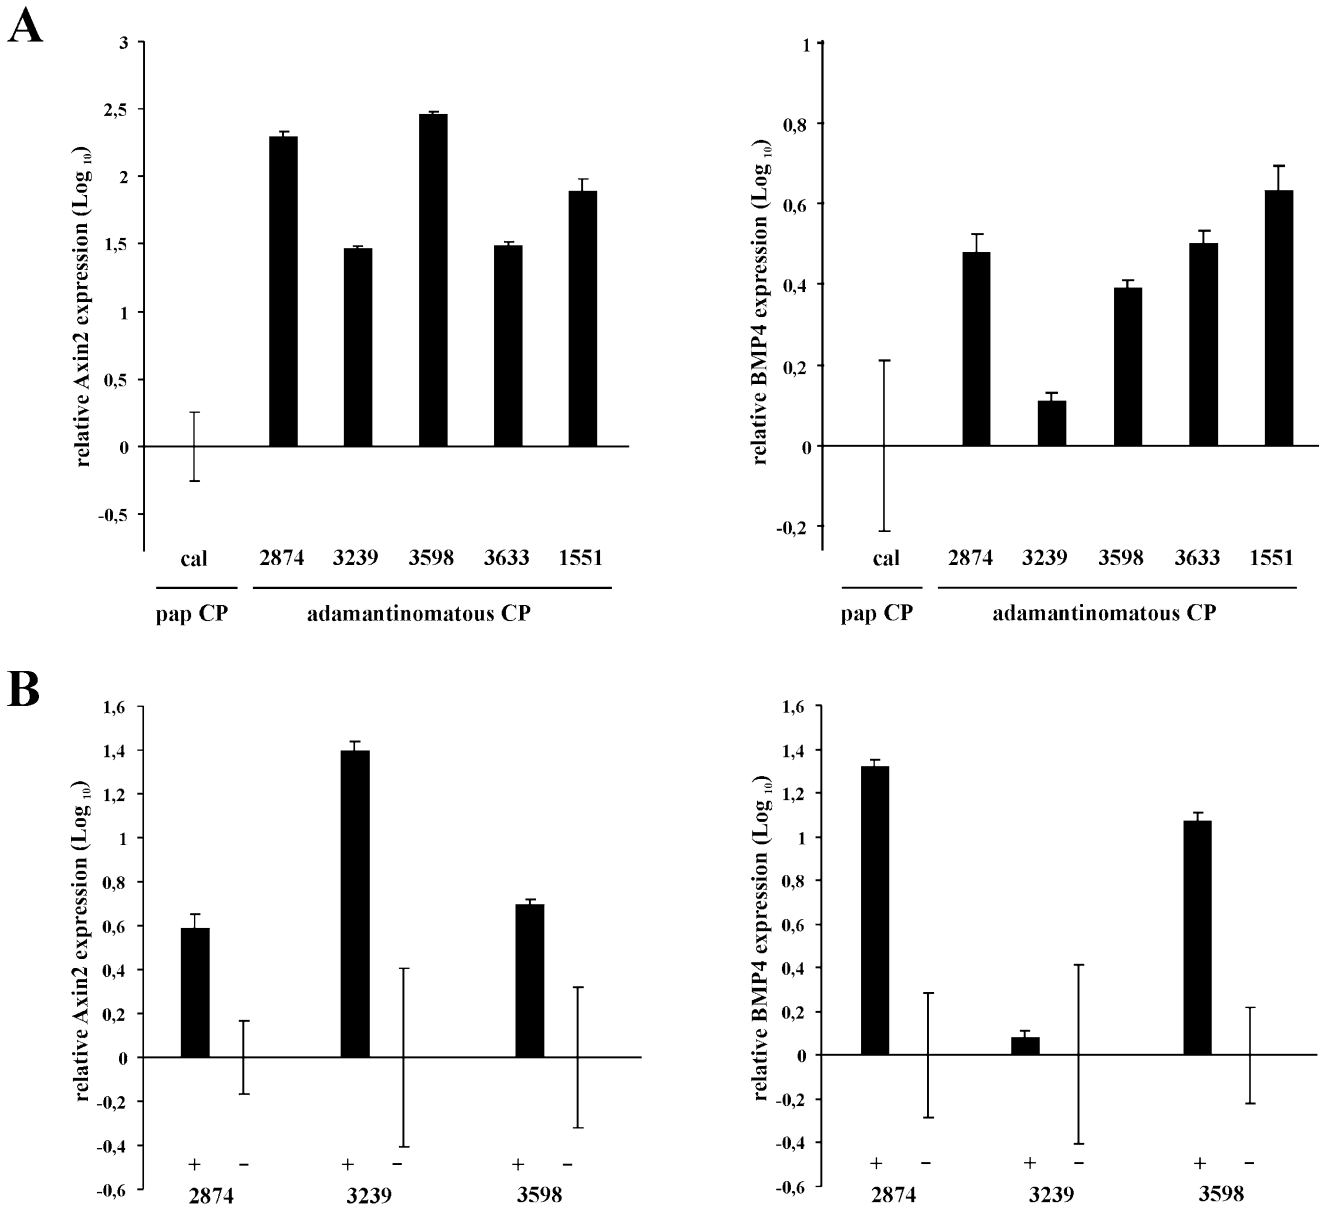 A
relative Axin2 expression (Log 10)
3
2,5
2
1,5
1
0,5
0
-0,5
cal 2874 3239 3598 3633 1551
pap CP adamantinomatous CP
relative BMP4 expression (Log 10)
1
0,8
0,6
0,4
0,2
0
-0,2
cal 2874 3239 3598 3633 1551
pap CP adamantinomatous CP
B
relative Axin2 expression (Log 10)
1,6
1,4
1,2
1
0,8
0,6
0,4
0,2
0
-0,2
-0,4
-0,6
+ - + - + -
2874 3239 3598
relative BMP4 expression (Log 10)
1,6
1,4
1,2
1
0,8
0,6
0,4
0,2
0
-0,2
-0,4
-0,6
+ - + - + -
2874 3239 3598